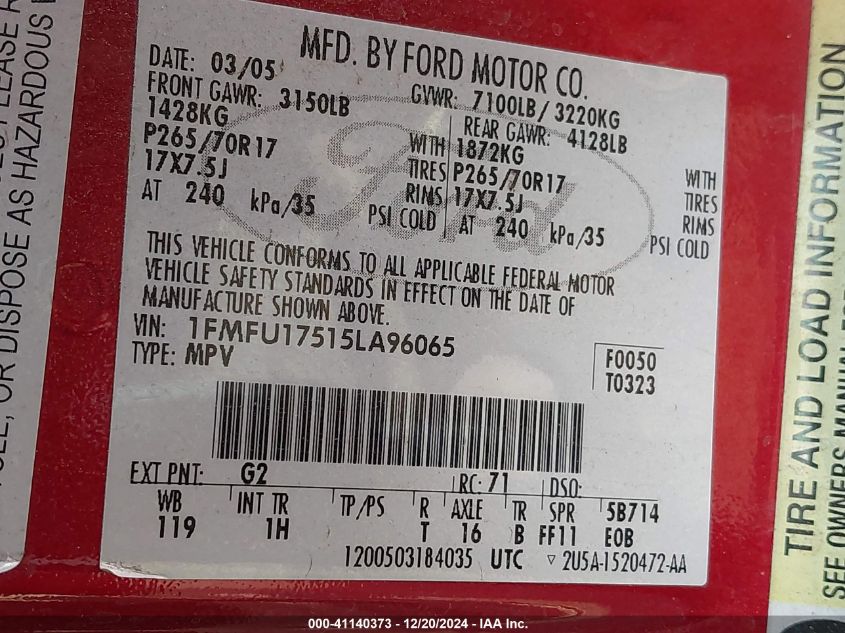 MFD. BY FORD MOTOR CO.
DATE: 03/05
GVWR: 7100LB / 3220KG
FRONT GAWR: 3150LB
REAR GAWR: 4128LB
1428KG WITH 1872KG WITH
P265/70R17 TIRES P265/70R17 TIRES
17X7.5J RIMS 17X7.5J RIMS
AT 240 kPa/35 PSI COLD AT 240 kPa/35 PSI COLD
Ford
THIS VEHICLE CONFORMS TO ALL APPLICABLE FEDERAL MOTOR
VEHICLE SAFETY STANDARDS IN EFFECT ON THE DATE OF
MANUFACTURE SHOWN ABOVE.
VIN: 1FMFU17515LA96065
TYPE: MPV
F0050
T0323
EXT PNT: G2 RC: 71 DSO:
WB INT TR TP/PS R AXLE TR SPR 5B714
119 1H T 16 B FF11 EOB
1200503184035 UTC ▽ 2U5A-1520472-AA
OR DISPOSE AS HAZARDOUS
TIRE AND LOAD INFORMATION
SEE OWNERS MANUAL FOR
000-41140373 - 12/20/2024 - IAA Inc.